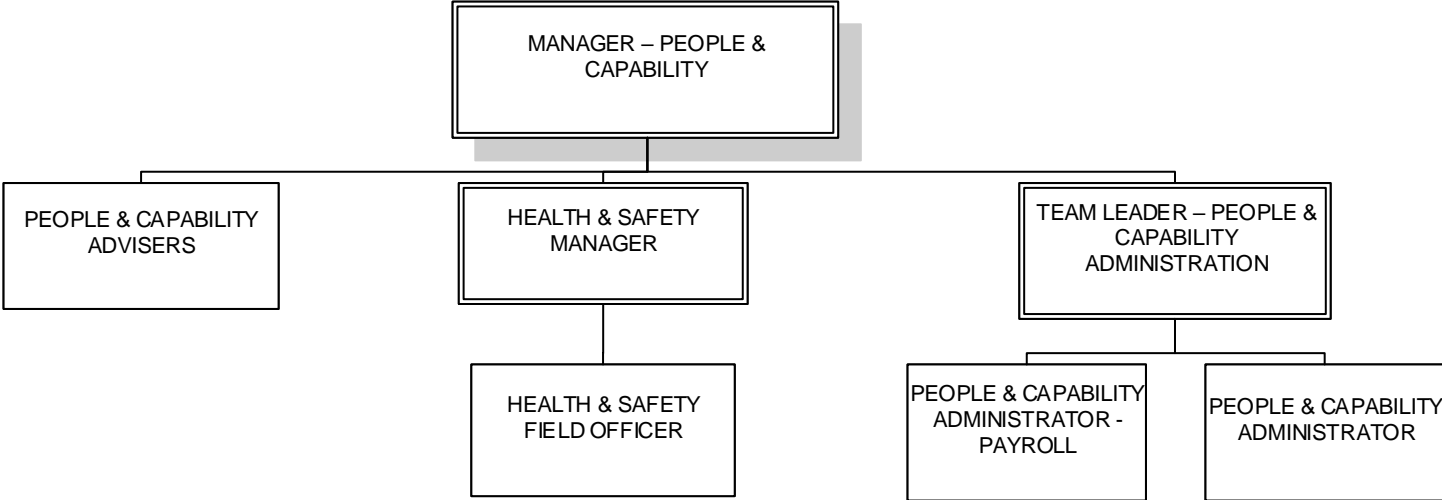 MANAGER – PEOPLE &
CAPABILITY
PEOPLE & CAPABILITY
ADVISERS
HEALTH & SAFETY
MANAGER
TEAM LEADER – PEOPLE &
CAPABILITY
ADMINISTRATION
HEALTH & SAFETY
FIELD OFFICER
PEOPLE & CAPABILITY
ADMINISTRATOR -
PAYROLL
PEOPLE & CAPABILITY
ADMINISTRATOR